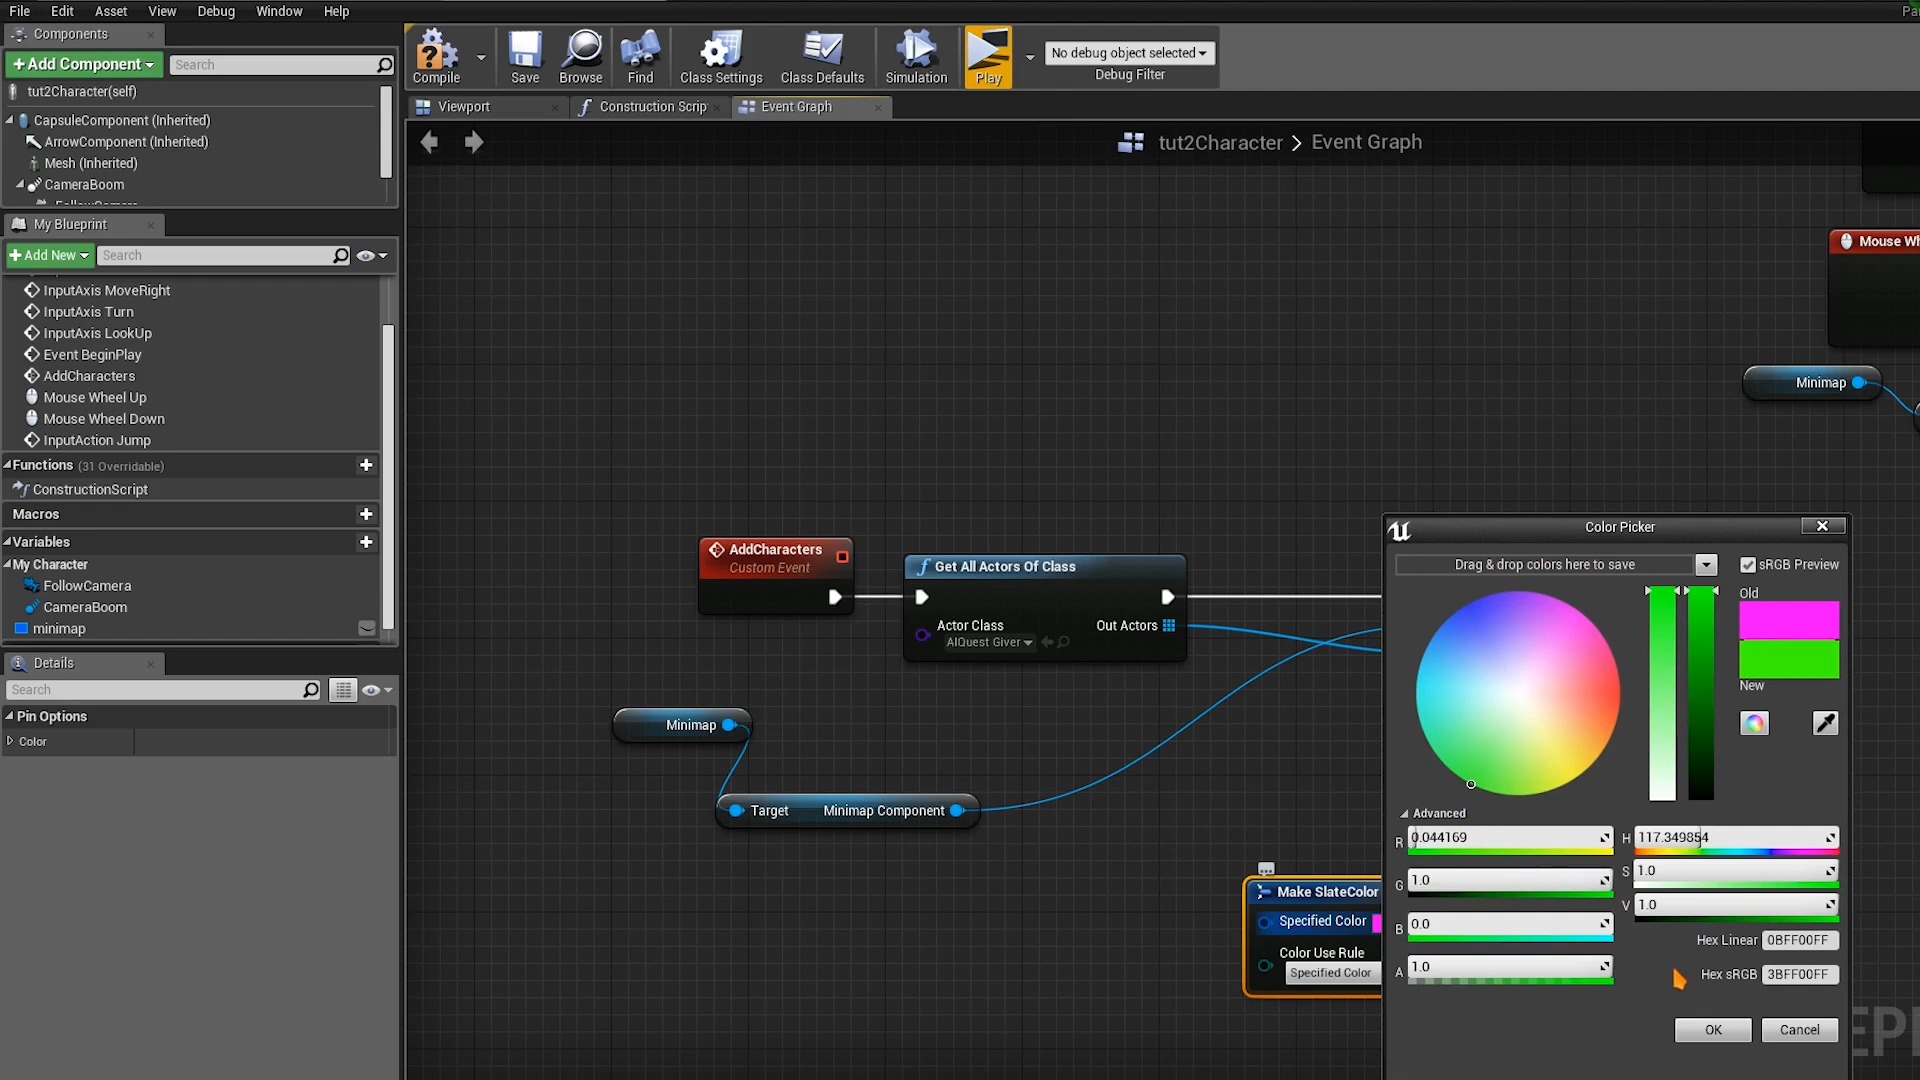 File Edit Asset View Debug Window Help
Components
+Add Component
Search
tut2Character(self)
CapsuleComponent (Inherited)
ArrowComponent (Inherited)
Mesh (Inherited)
CameraBoom
FollowCamera
My Blueprint
+Add New
Search
InputAxis MoveRight
InputAxis Turn
InputAxis LookUp
Event BeginPlay
AddCharacters
Mouse Wheel Up
Mouse Wheel Down
InputAction Jump
Functions (31 Overridable)
ConstructionScript
Macros
Variables
My Character
FollowCamera
CameraBoom
minimap
Details
Search
Pin Options
Color
Compile
Save
Browse
Find
Class Settings
Class Defaults
Simulation
Play
No debug object selected
Debug Filter
Viewport
Construction Scrip
Event Graph
tut2Character > Event Graph
Mouse Wh
Minimap
AddCharacters
Custom Event
Get All Actors Of Class
Actor Class
AIQuest Giver
Out Actors
Minimap
Target Minimap Component
Make SlateColor
Specified Color
Color Use Rule
Specified Color
Color Picker
Drag & drop colors here to save
sRGB Preview
Old
New
Advanced
R 0.044169
G 1.0
B 0.0
A 1.0
H 117.349854
S 1.0
V 1.0
Hex Linear 0BFF00FF
Hex sRGB 3BFF00FF
OK
Cancel